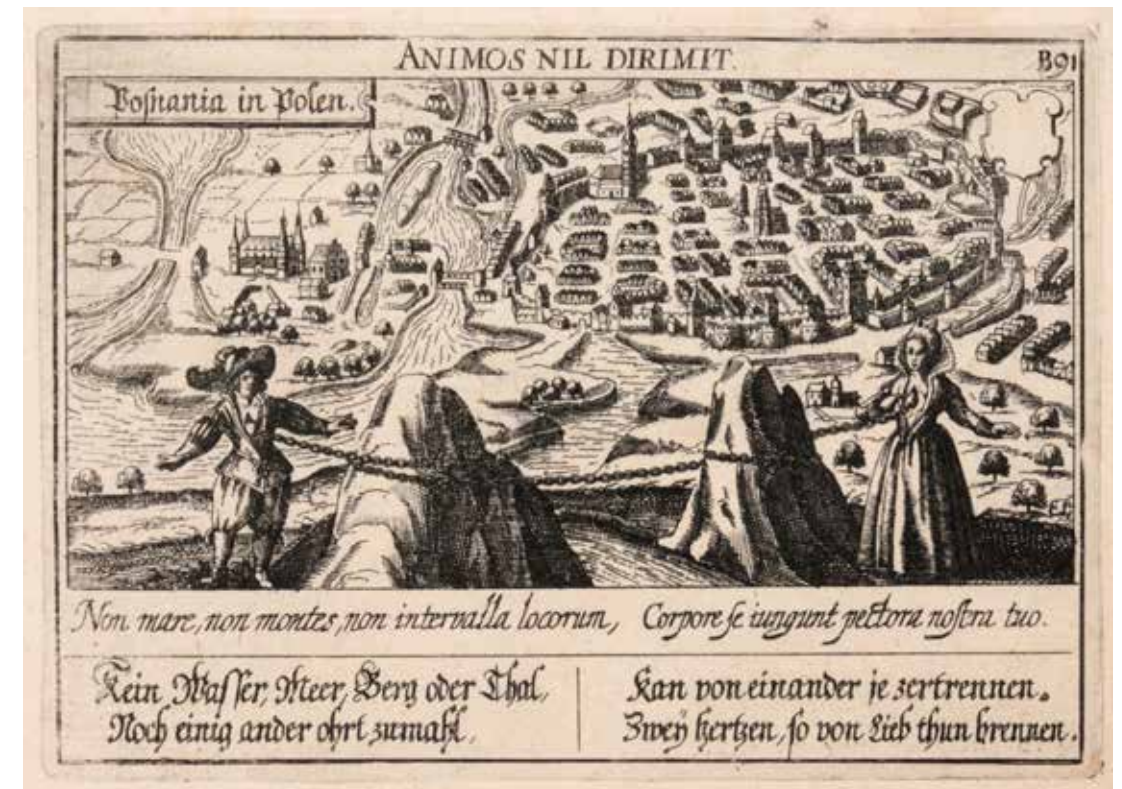 ANIMOS NIL DIRIMIT.
B91
Posnania in Polen.
Non mare, non montes, non intervalla locorum, Corpore se iungunt pectora nostra tuo.
Kein Wasser, Meer, Berg oder Thal,
Noch einig ander ohrt zumahl,
Kan von einander je zertrennen.
Zweÿ hertzen, so von Lieb thun brennen.